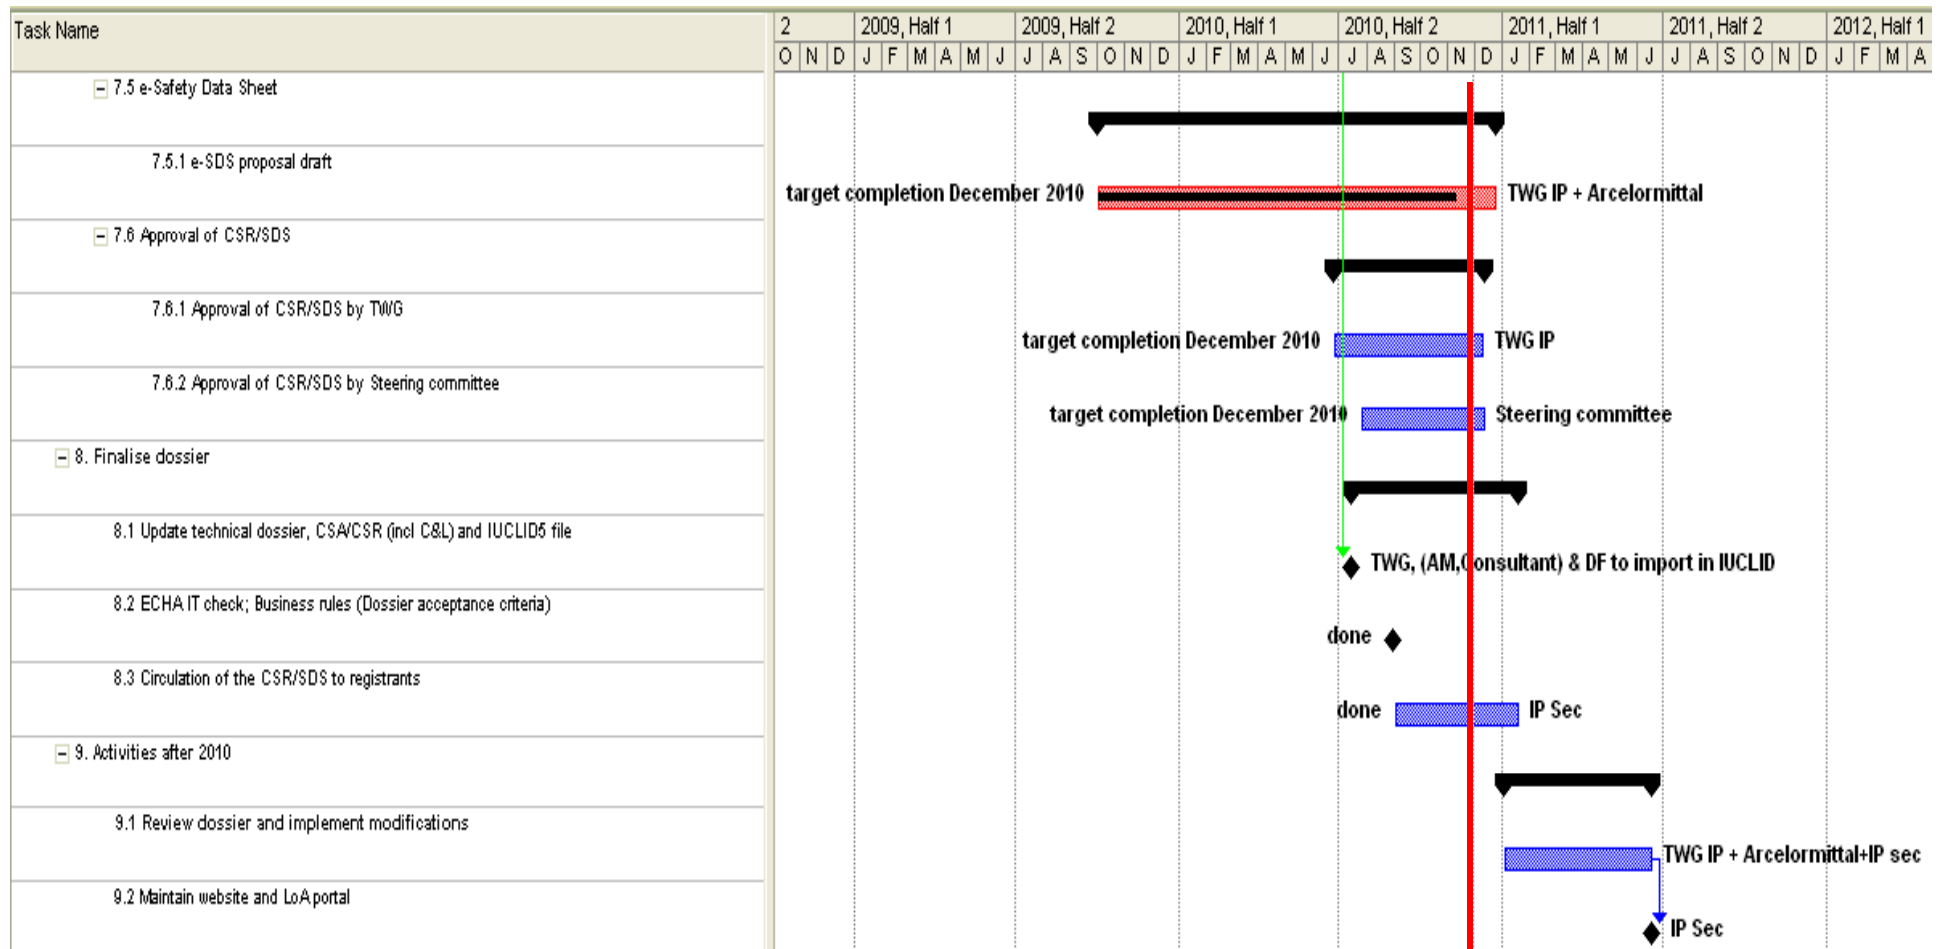 Task Name
2 2009, Half 1 2009, Half 2 2010, Half 1 2010, Half 2 2011, Half 1 2011, Half 2 2012, Half 1
O N D J F M A M J J A S O N D J F M A M J J A S O N D J F M A M J J A S O N D J F M A
7.5 e-Safety Data Sheet
7.5.1 e-SDS proposal draft
target completion December 2010 TWG IP + Arcelormittal
7.6 Approval of CSR/SDS
7.6.1 Approval of CSR/SDS by TWG
target completion December 2010 TWG IP
7.6.2 Approval of CSR/SDS by Steering committee
target completion December 2010 Steering committee
8. Finalise dossier
8.1 Update technical dossier, CSA/CSR (incl C&L) and IUCLID5 file
TWG, (AM,Consultant) & DF to import in IUCLID
8.2 ECHA IT check; Business rules (Dossier acceptance criteria)
done
8.3 Circulation of the CSR/SDS to registrants
done IP Sec
9. Activities after 2010
9.1 Review dossier and implement modifications
TWG IP + Arcelormittal+IP sec
9.2 Maintain website and LoA portal
IP Sec